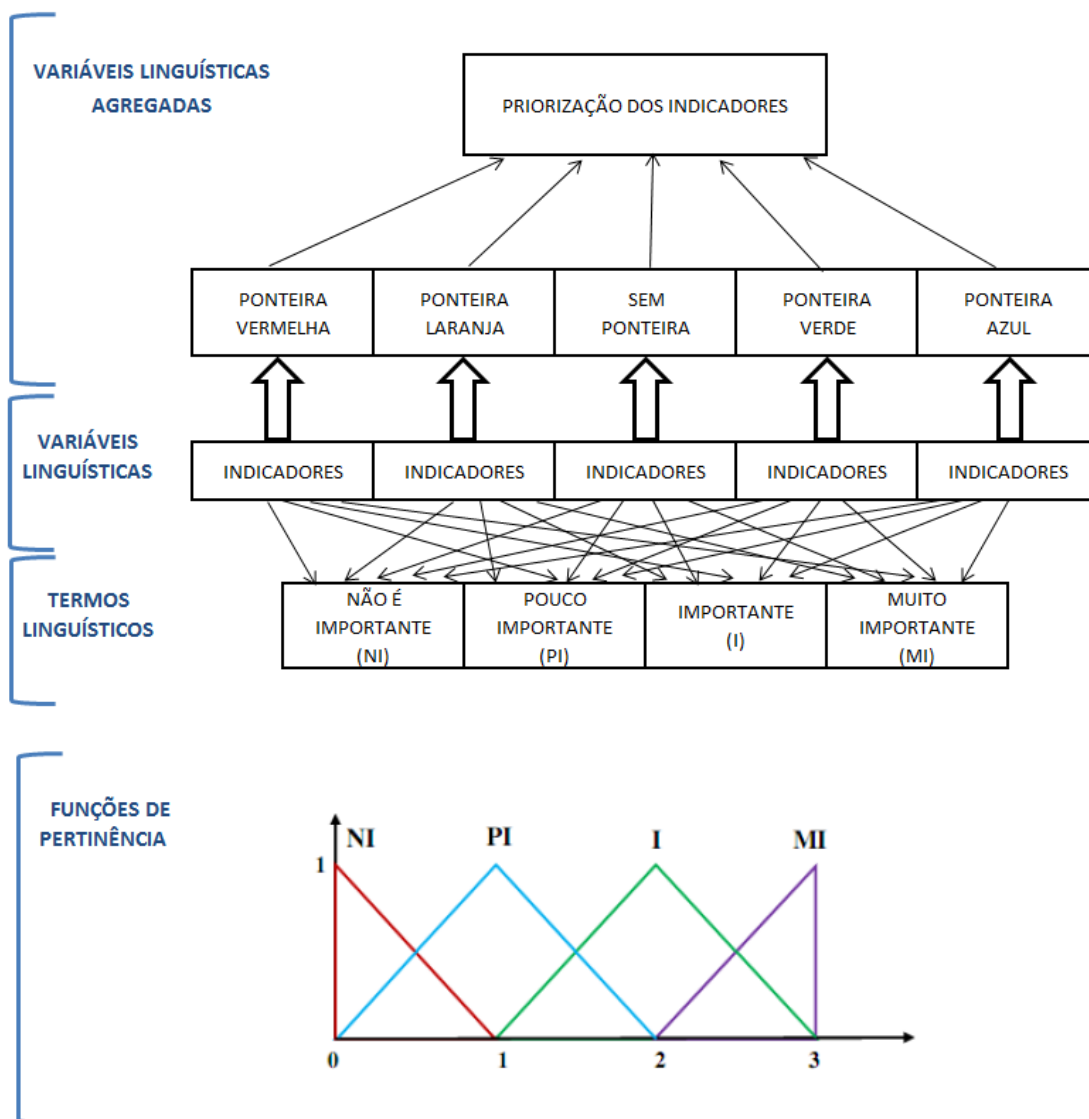 VARIÁVEIS LINGUÍSTICAS
AGREGADAS
PRIORIZAÇÃO DOS INDICADORES
PONTEIRA
VERMELHA
PONTEIRA
LARANJA
SEM
PONTEIRA
PONTEIRA
VERDE
PONTEIRA
AZUL
VARIÁVEIS
LINGUÍSTICAS
INDICADORES
INDICADORES
INDICADORES
INDICADORES
INDICADORES
TERMOS
LINGUÍSTICOS
NÃO É
IMPORTANTE
(NI)
POUCO
IMPORTANTE
(PI)
IMPORTANTE
(I)
MUITO
IMPORTANTE
(MI)
FUNÇÕES DE
PERTINÊNCIA
NI PI I MI
1
0 1 2 3